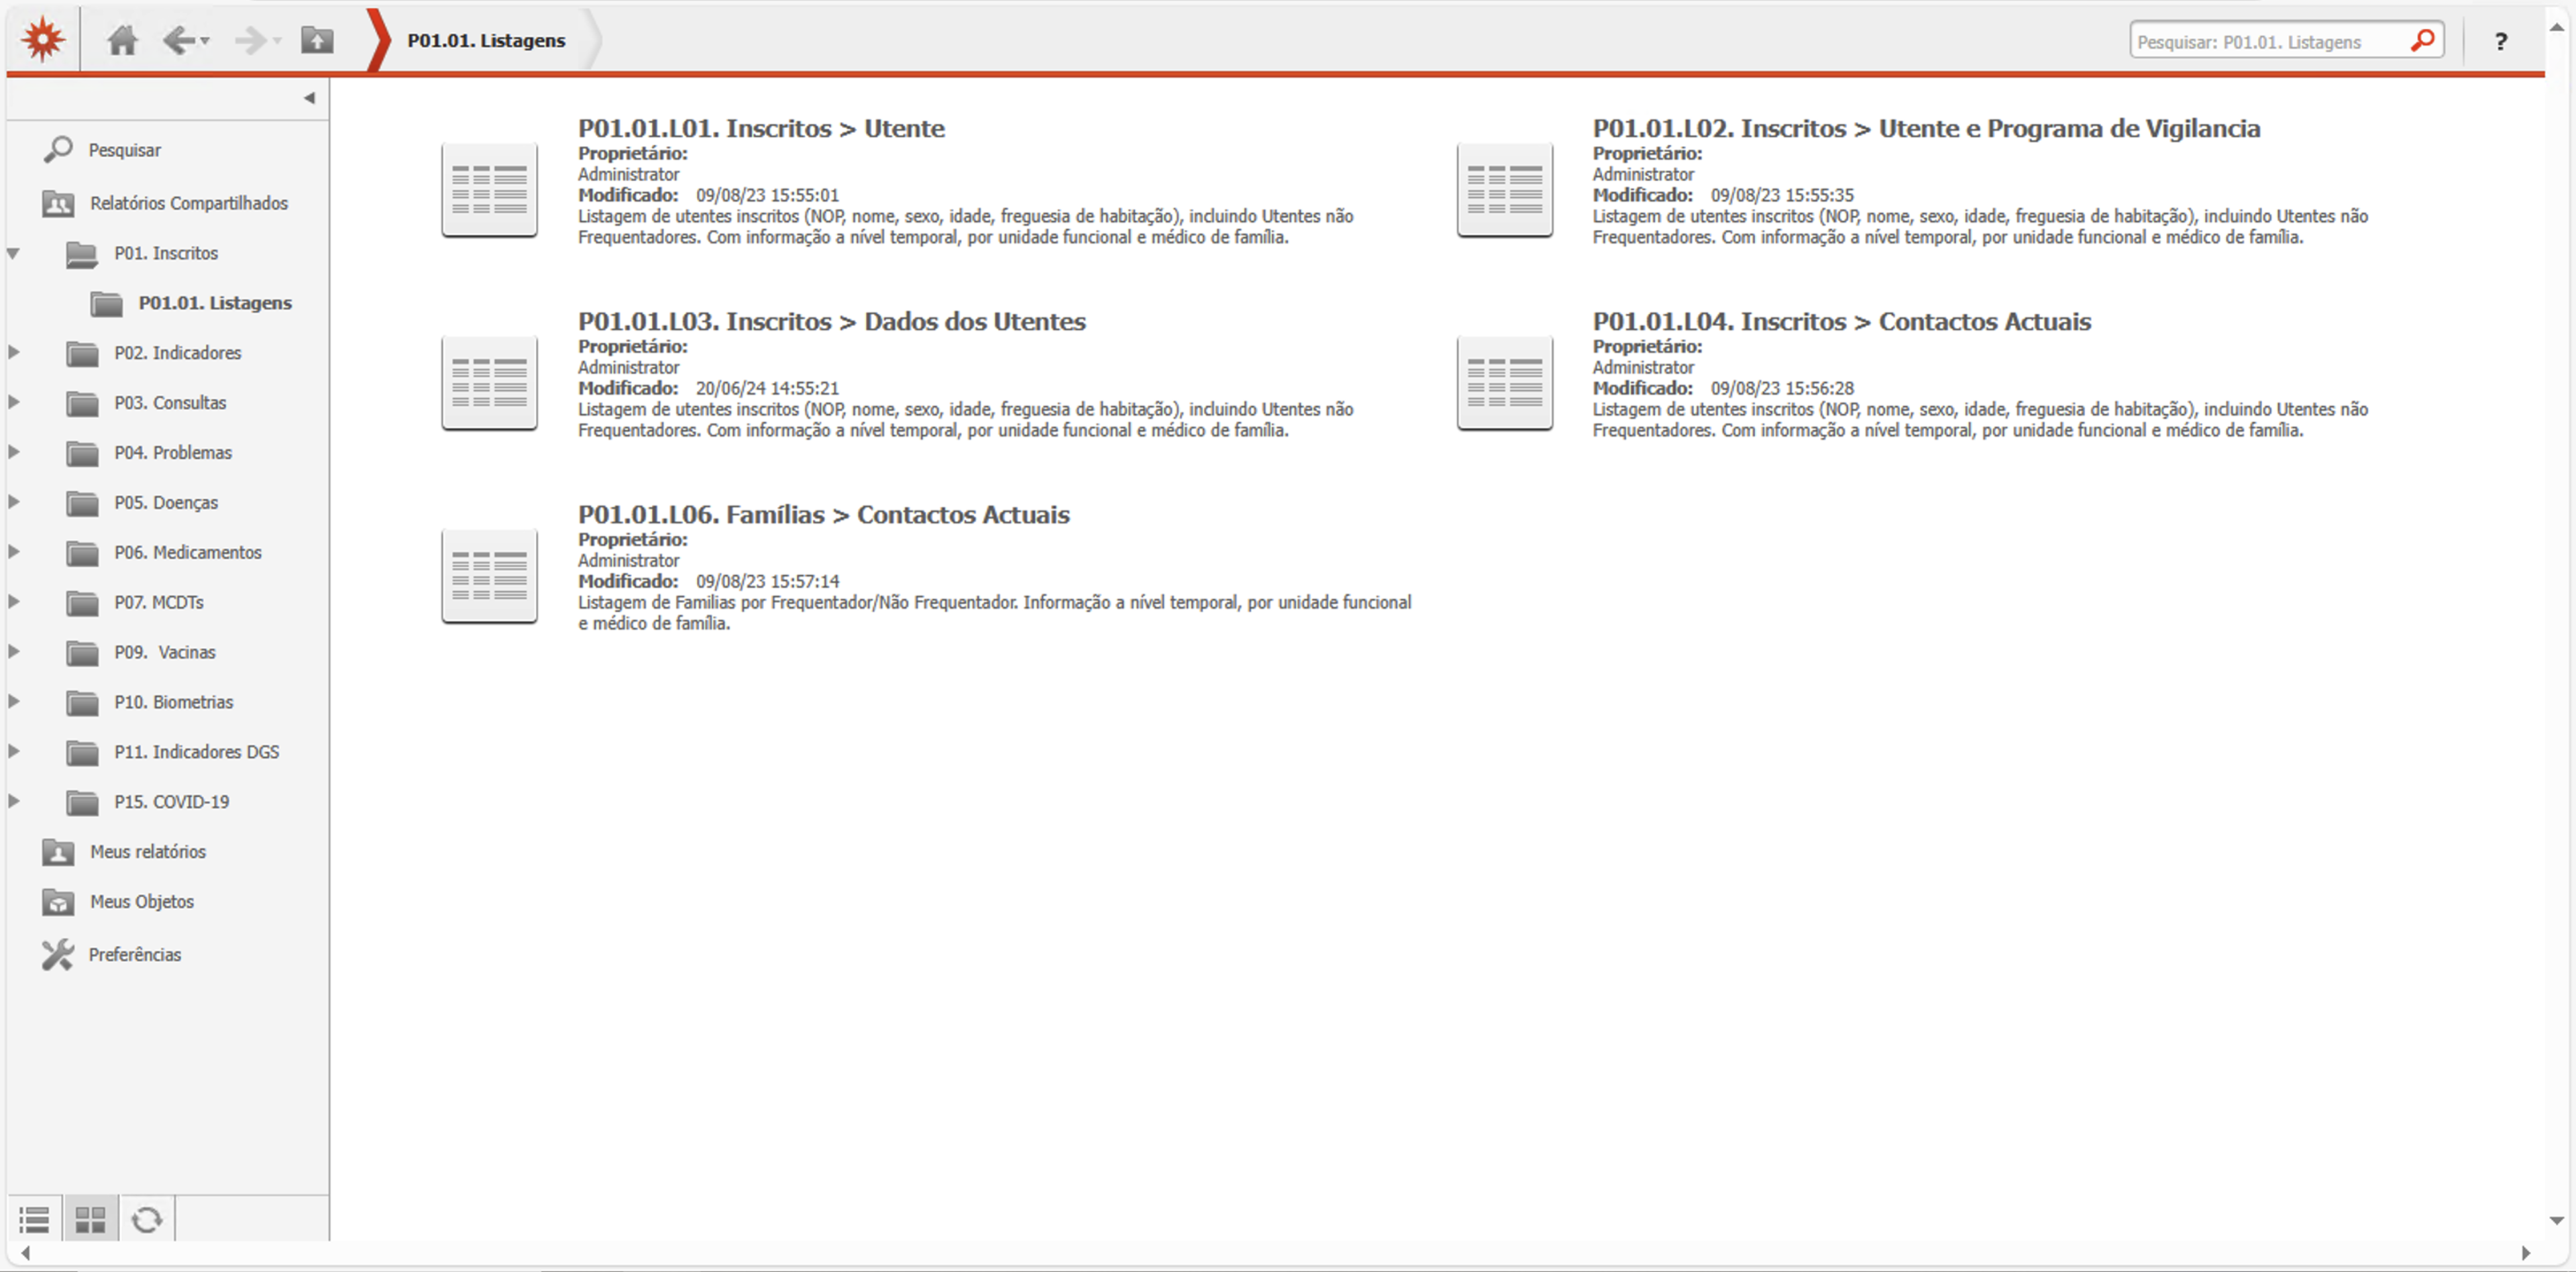 P01.01. Listagens
Pesquisar: P01.01. Listagens
?
Pesquisar
Relatórios Compartilhados
P01. Inscritos
P01.01. Listagens
P02. Indicadores
P03. Consultas
P04. Problemas
P05. Doenças
P06. Medicamentos
P07. MCDTs
P09. Vacinas
P10. Biometrias
P11. Indicadores DGS
P15. COVID-19
Meus relatórios
Meus Objetos
Preferências
P01.01.L01. Inscritos > Utente
Proprietário:
Administrator
Modificado: 09/08/23 15:55:01
Listagem de utentes inscritos (NOP, nome, sexo, idade, freguesia de habitação), incluindo Utentes não
Frequentadores. Com informação a nível temporal, por unidade funcional e médico de família.
P01.01.L02. Inscritos > Utente e Programa de Vigilancia
Proprietário:
Administrator
Modificado: 09/08/23 15:55:35
Listagem de utentes inscritos (NOP, nome, sexo, idade, freguesia de habitação), incluindo Utentes não
Frequentadores. Com informação a nível temporal, por unidade funcional e médico de família.
P01.01.L03. Inscritos > Dados dos Utentes
Proprietário:
Administrator
Modificado: 20/06/24 14:55:21
Listagem de utentes inscritos (NOP, nome, sexo, idade, freguesia de habitação), incluindo Utentes não
Frequentadores. Com informação a nível temporal, por unidade funcional e médico de família.
P01.01.L04. Inscritos > Contactos Actuais
Proprietário:
Administrator
Modificado: 09/08/23 15:56:28
Listagem de utentes inscritos (NOP, nome, sexo, idade, freguesia de habitação), incluindo Utentes não
Frequentadores. Com informação a nível temporal, por unidade funcional e médico de família.
P01.01.L06. Famílias > Contactos Actuais
Proprietário:
Administrator
Modificado: 09/08/23 15:57:14
Listagem de Familias por Frequentador/Não Frequentador. Informação a nível temporal, por unidade funcional
e médico de família.